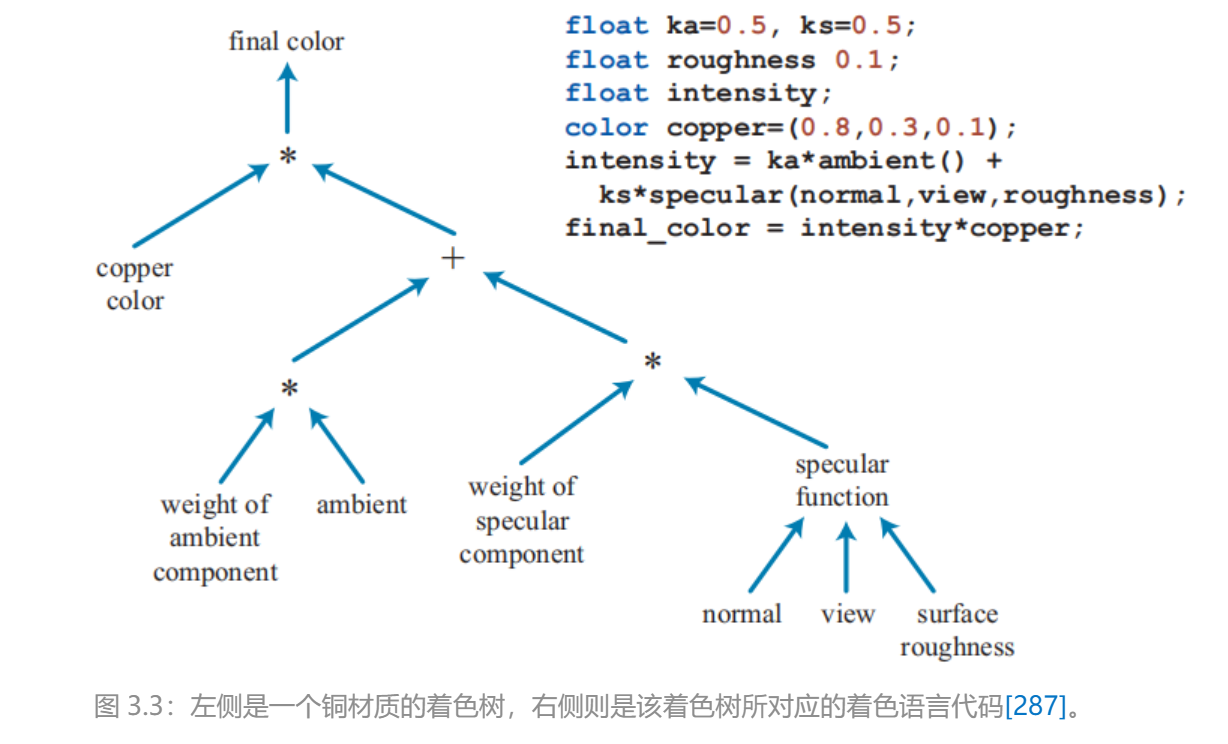 final color
*
copper
color
+
*
weight of
ambient
component
ambient
*
weight of
specular
component
specular
function
normal
view
surface
roughness
float ka=0.5, ks=0.5;
float roughness 0.1;
float intensity;
color copper=(0.8,0.3,0.1);
intensity = ka*ambient() +
ks*specular(normal,view,roughness);
final_color = intensity*copper;
图 3.3：左侧是一个铜材质的着色树，右侧则是该着色树所对应的着色语言代码[287]。